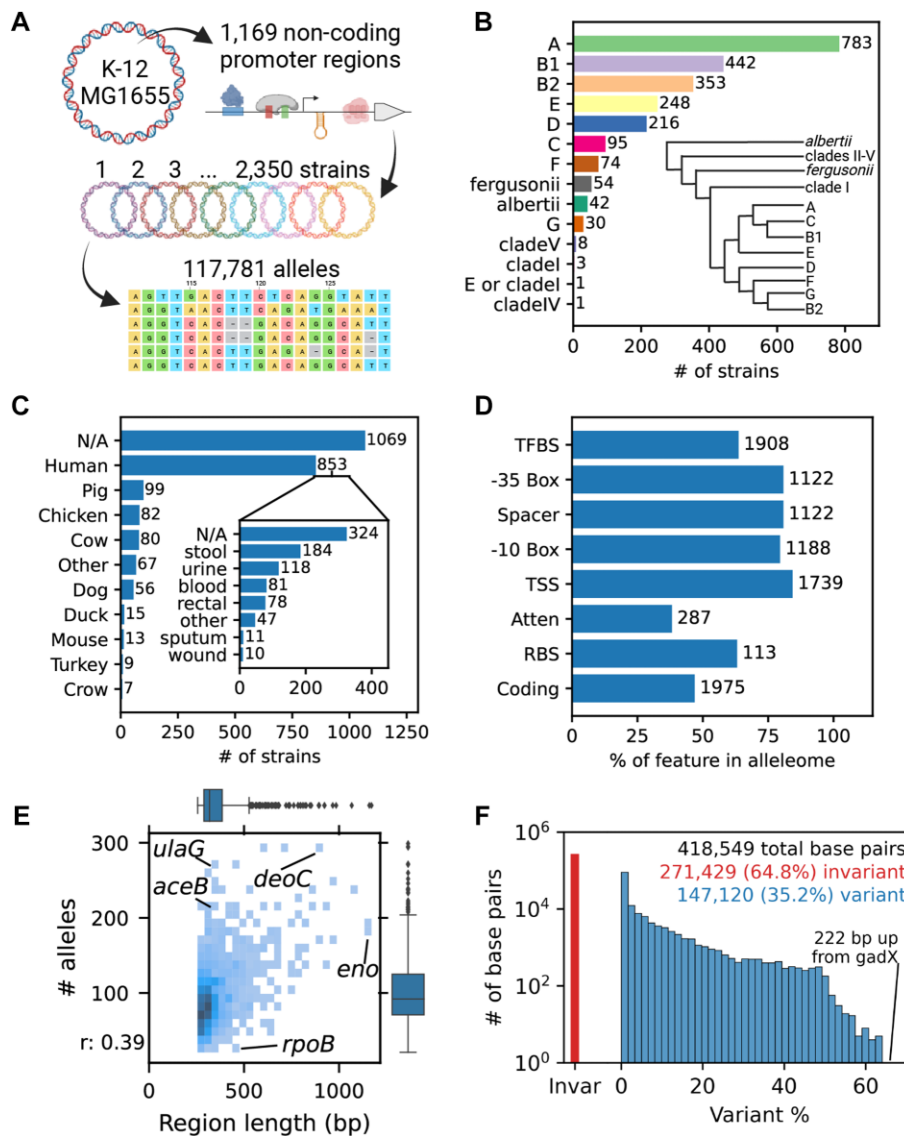 A
K-12
MG1655
1,169 non-coding
promoter regions
1 2 3 ... 2,350 strains
117,781 alleles
115 120 125
A G T T G A C T T C T C A G G T A T T
A G G T A A C T T G A C A T G A A A T
A G G T C A C - - G A C A G G C A T T
A G G T C A C - - G A C A G G C A - T
A G G T C A C T T G A G A - G C A - T
A G G T C A C T T G A C A G G C A T T
B
A 783
B1 442
B2 353
E 248
D 216
C 95
F 74
fergusonii 54
albertii 42
G 30
cladeV 8
cladeI 3
E or cladeI 1
cladeIV 1
0 200 400 600 800
# of strains
albertii
clades II-V
fergusonii
clade I
A
C
B1
E
D
F
G
B2
C
N/A 1069
Human 853
Pig 99
Chicken 82
Cow 80
Other 67
Dog 56
Duck 15
Mouse 13
Turkey 9
Crow 7
0 250 500 750 1000 1250
# of strains
N/A 324
stool 184
urine 118
blood 81
rectal 78
other 47
sputum 11
wound 10
0 200 400
D
TFBS 1908
-35 Box 1122
Spacer 1122
-10 Box 1188
TSS 1739
Atten 287
RBS 113
Coding 1975
0 25 50 75 100
% of feature in alleleome
E
# alleles
300
200
100
ulaG
aceB
deoC
eno
rpoB
r: 0.39
0 500 1000
Region length (bp)
F
# of base pairs
10^6
10^4
10^2
10^0
418,549 total base pairs
271,429 (64.8%) invariant
147,120 (35.2%) variant
222 bp up
from gadX
Invar 0 20 40 60
Variant %